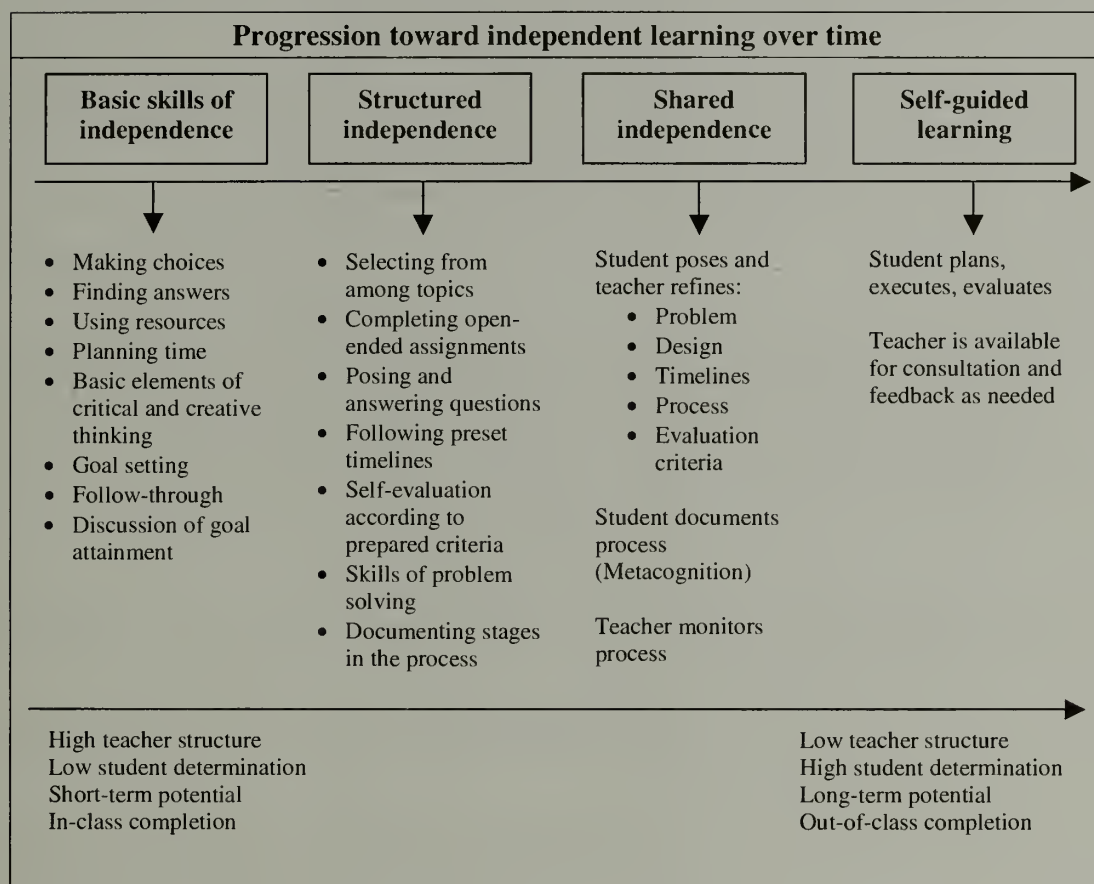 Progression toward independent learning over time
Basic skills of
independence
Structured
independence
Shared
independence
Self-guided
learning
• Making choices
• Finding answers
• Using resources
• Planning time
• Basic elements of
critical and creative
thinking
• Goal setting
• Follow-through
• Discussion of goal
attainment
• Selecting from
among topics
• Completing open-
ended assignments
• Posing and
answering questions
• Following preset
timelines
• Self-evaluation
according to
prepared criteria
• Skills of problem
solving
• Documenting stages
in the process
Student poses and
teacher refines:
• Problem
• Design
• Timelines
• Process
• Evaluation
criteria
Student documents
process
(Metacognition)
Teacher monitors
process
Student plans,
executes, evaluates
Teacher is available
for consultation and
feedback as needed
High teacher structure
Low student determination
Short-term potential
In-class completion
Low teacher structure
High student determination
Long-term potential
Out-of-class completion